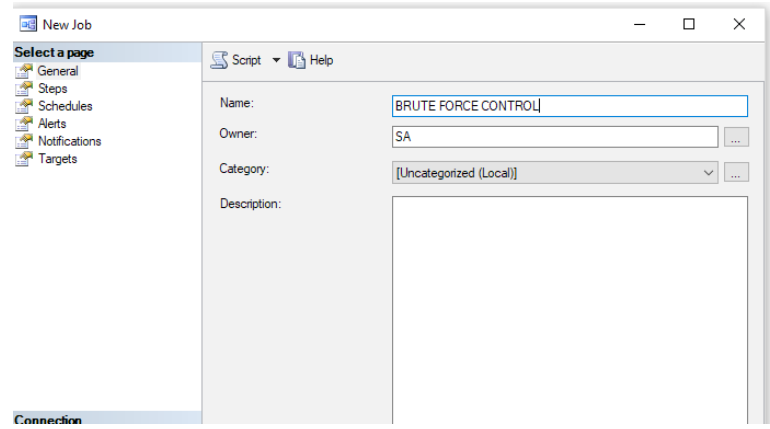 New Job
Select a page
General
Steps
Schedules
Alerts
Notifications
Targets
Connection
Script Help
Name: BRUTE FORCE CONTROL
Owner: SA ...
Category: [Uncategorized (Local)] ...
Description: